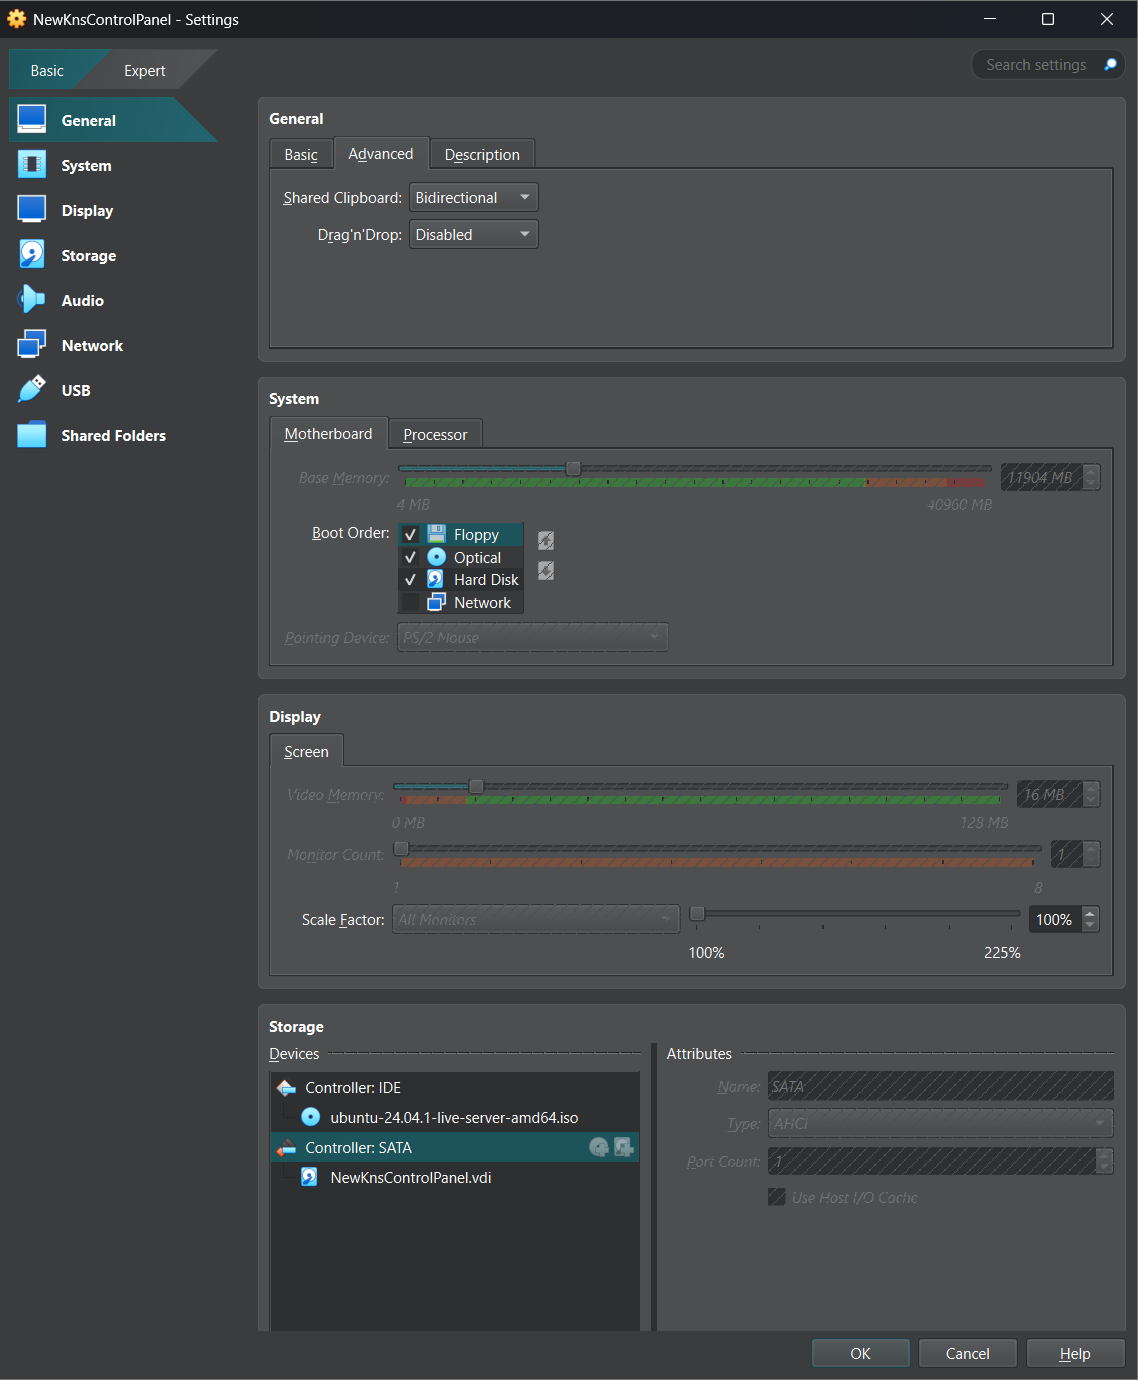 NewKnsControlPanel - Settings
Basic
Expert
Search settings
General
System
Display
Storage
Audio
Network
USB
Shared Folders
General
Basic
Advanced
Description
Shared Clipboard: Bidirectional
Drag'n'Drop: Disabled
System
Motherboard
Processor
Base Memory: 11904 MB
4 MB 40960 MB
Boot Order:
Floppy
Optical
Hard Disk
Network
Pointing Device: PS/2 Mouse
Display
Screen
Video Memory: 16 MB
0 MB 128 MB
Monitor Count: 1
1 8
Scale Factor: All Monitors 100%
100% 225%
Storage
Devices
Controller: IDE
ubuntu-24.04.1-live-server-amd64.iso
Controller: SATA
NewKnsControlPanel.vdi
Attributes
Name: SATA
Type: AHCI
Port Count: 1
Use Host I/O Cache
OK
Cancel
Help